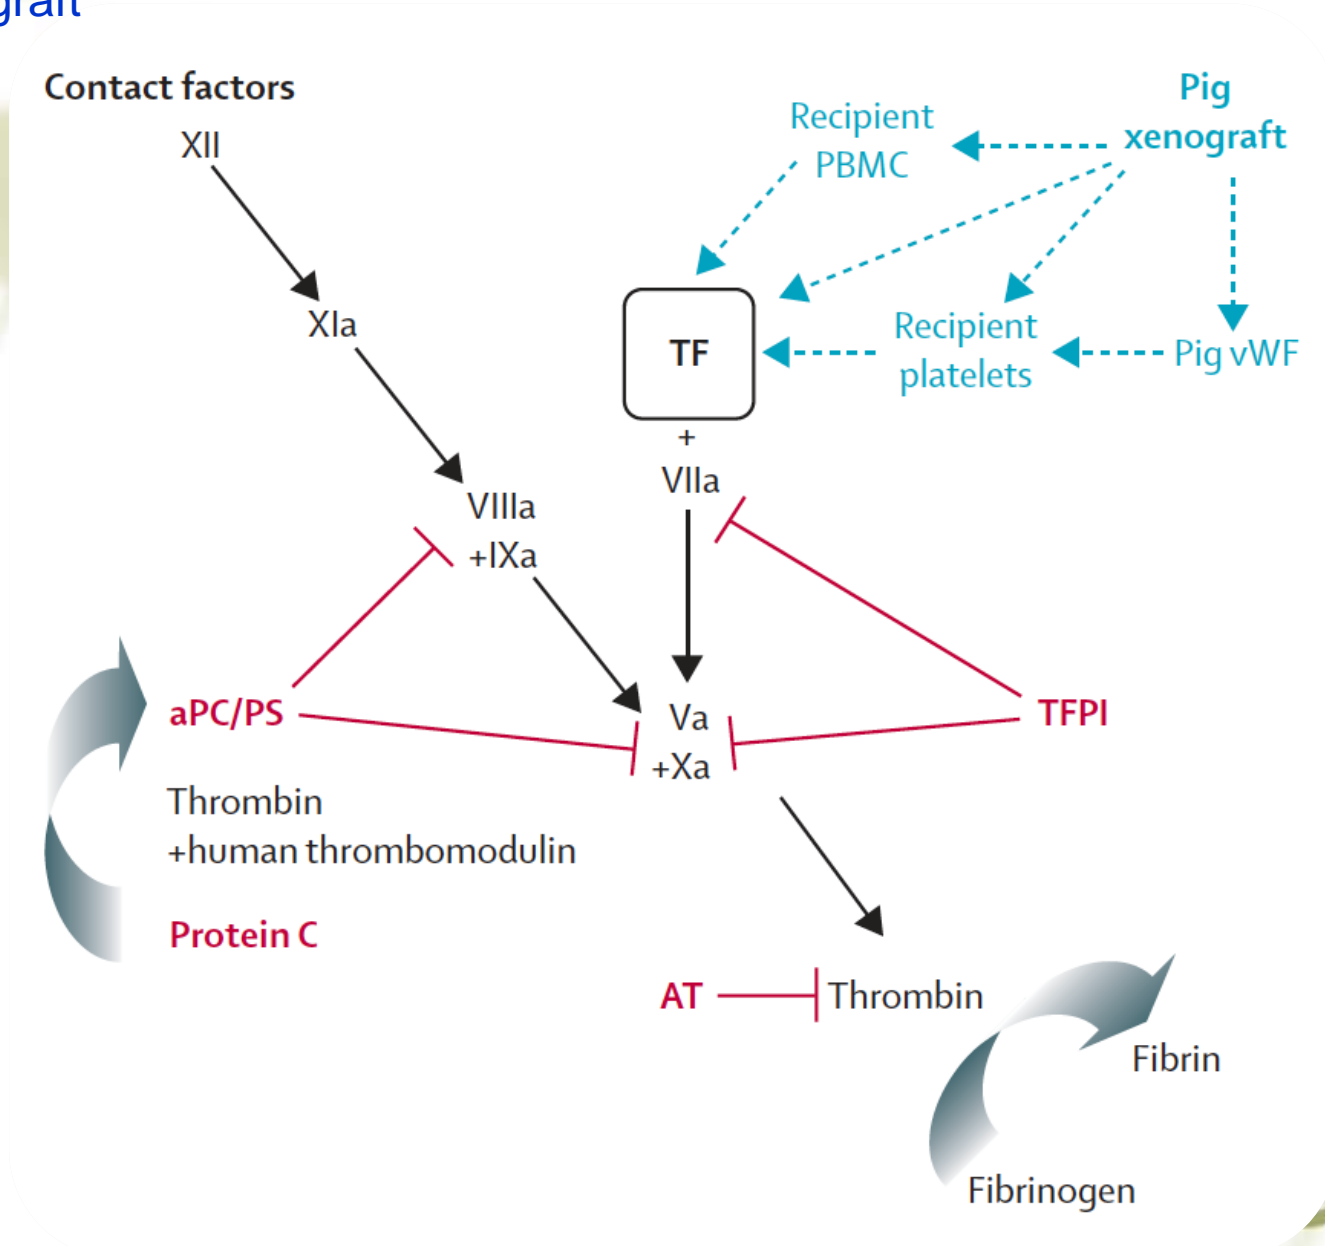 graft
Contact factors
XII
XIa
VIIIa
+IXa
Recipient
PBMC
Pig
xenograft
TF
+
VIIa
Recipient
platelets
Pig vWF
aPC/PS
Va
+Xa
TFPI
Thrombin
+human thrombomodulin
Protein C
AT
Thrombin
Fibrin
Fibrinogen